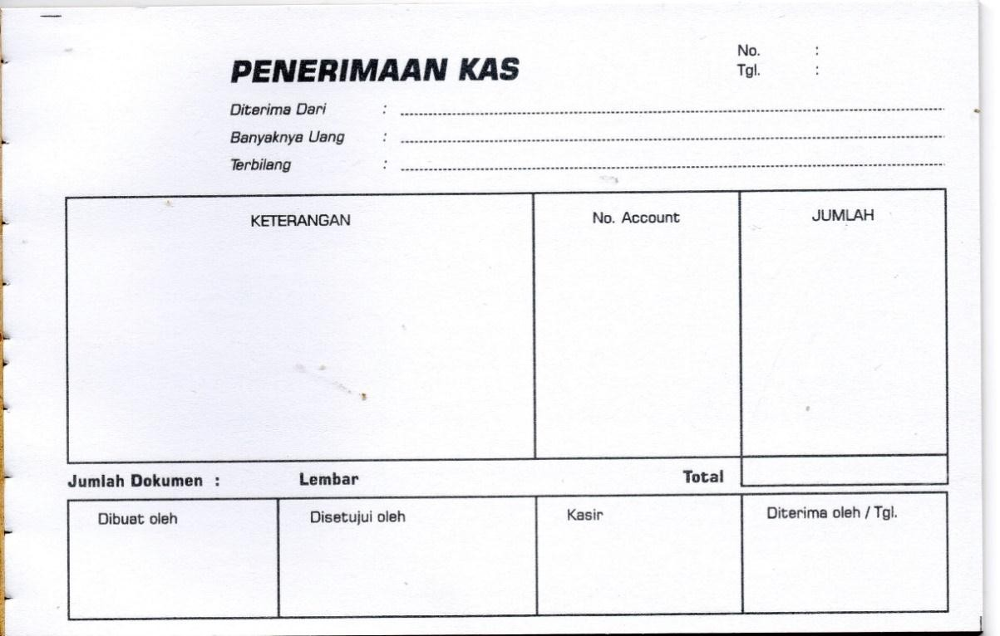 No. :
PENERIMAAN KAS
Tgl. :
Diterima Dari :
Banyaknya Uang :
Terbilang :
KETERANGAN No. Account JUMLAH
Jumlah Dokumen : Lembar Total
Dibuat oleh Disetujui oleh Kasir Diterima oleh / Tgl.